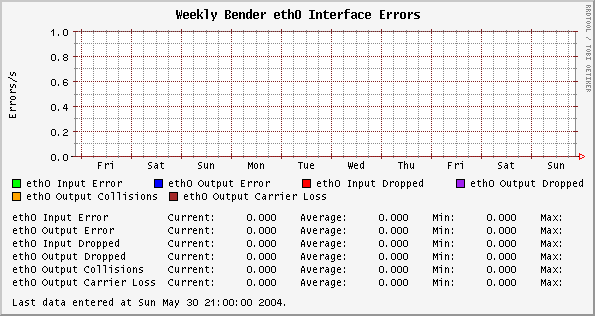 Weekly Bender eth0 Interface Errors
RRDTOOL / TOBI OETIKER
Errors/s
1.0
0.8
0.6
0.4
0.2
0.0
Fri Sat Sun Mon Tue Wed Thu Fri Sat Sun
eth0 Input Error eth0 Output Error eth0 Input Dropped eth0 Output Dropped
eth0 Output Collisions eth0 Output Carrier Loss
eth0 Input Error Current: 0.000 Average: 0.000 Min: 0.000 Max:
eth0 Output Error Current: 0.000 Average: 0.000 Min: 0.000 Max:
eth0 Input Dropped Current: 0.000 Average: 0.000 Min: 0.000 Max:
eth0 Output Dropped Current: 0.000 Average: 0.000 Min: 0.000 Max:
eth0 Output Collisions Current: 0.000 Average: 0.000 Min: 0.000 Max:
eth0 Output Carrier Loss Current: 0.000 Average: 0.000 Min: 0.000 Max:
Last data entered at Sun May 30 21:00:00 2004.